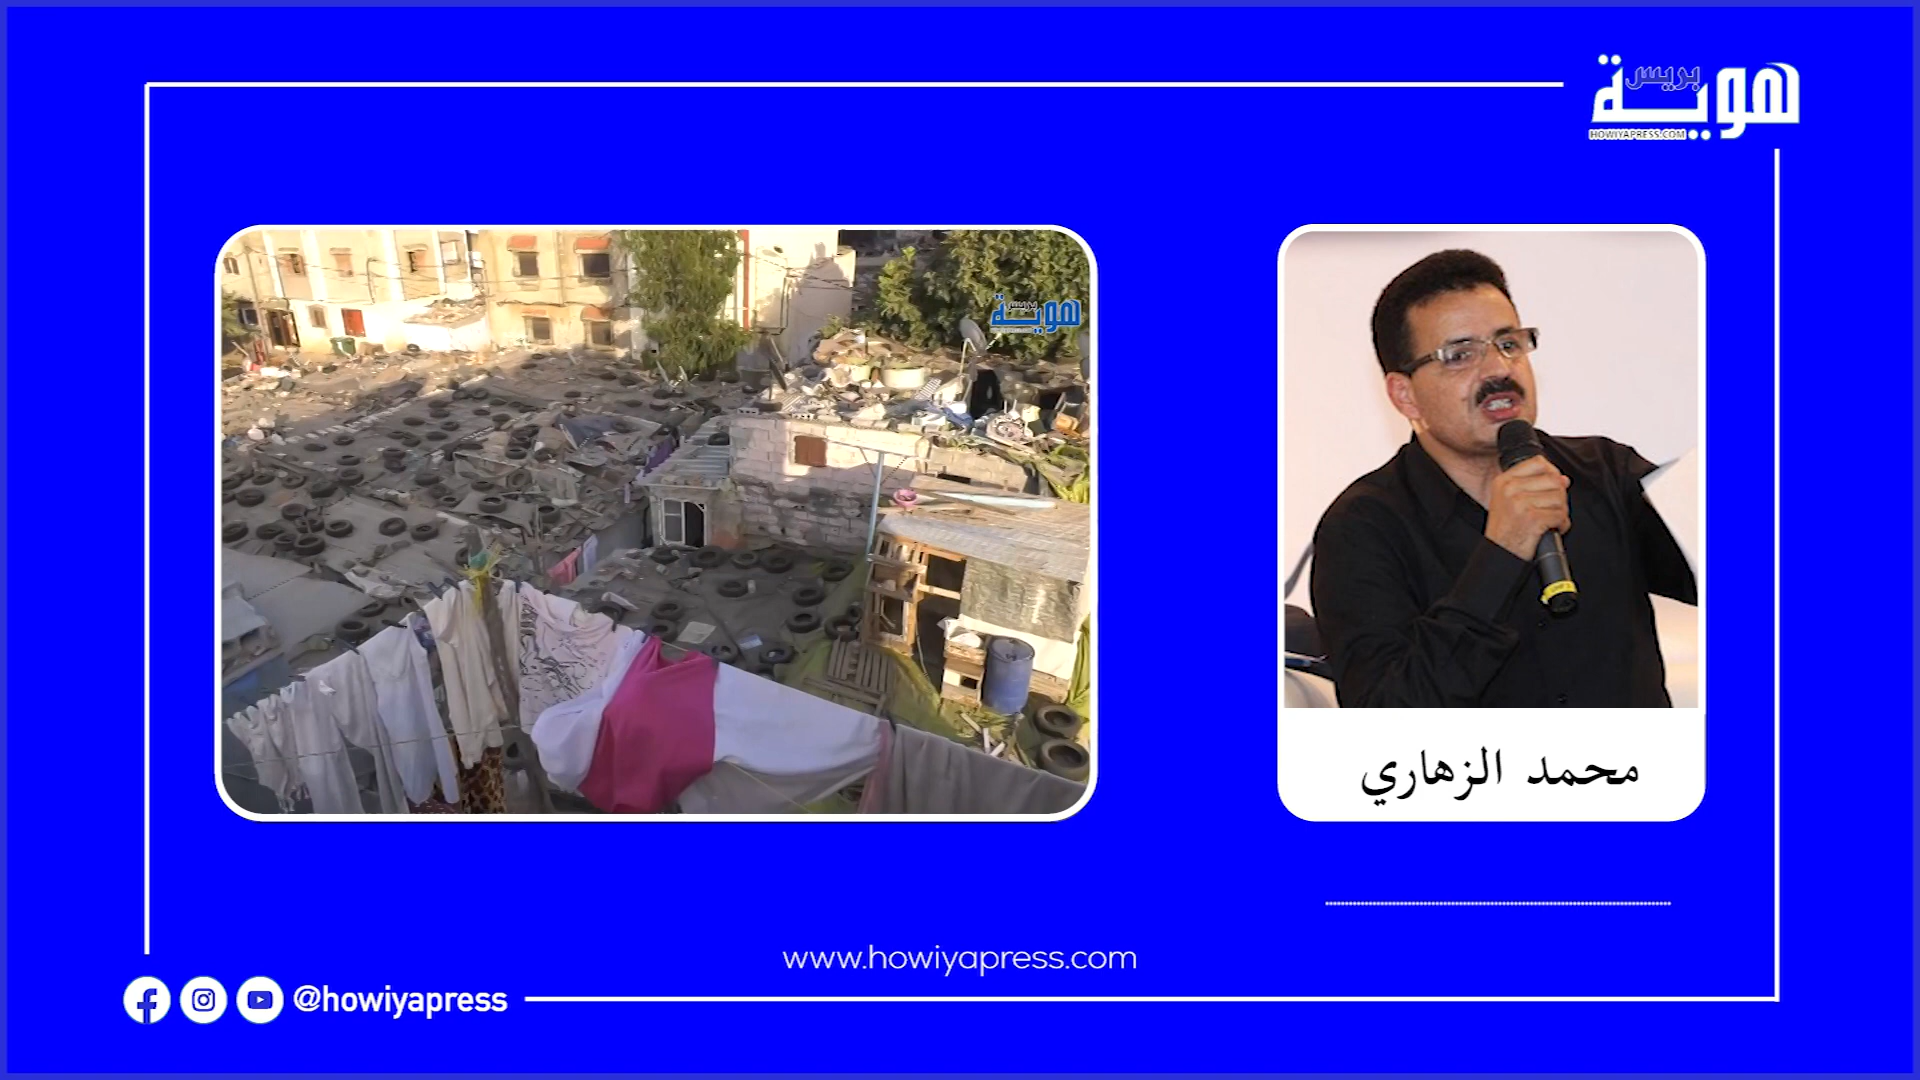 هوية
بريس
HOWIYAPRESS.COM
هوية
بريس
محمد الزهاري
www.howiyapress.com
@howiyapress